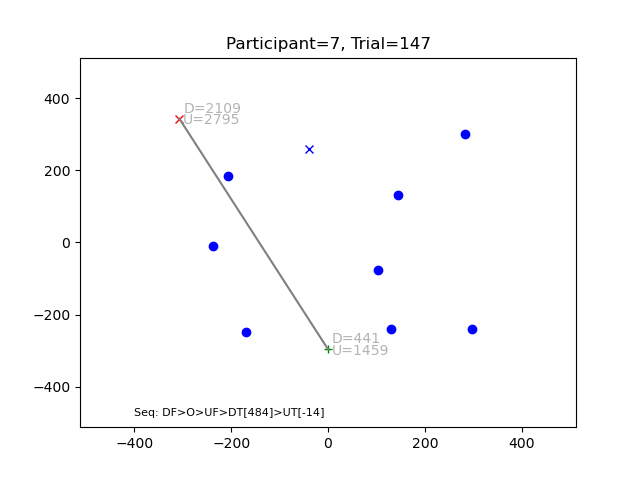 Participant=7, Trial=147
D=2109
U=2795
D=441
U=1459
Seq: DF>O>UF>DT[484]>UT[-14]
400
200
0
−200
−400
−400
−200
0
200
400